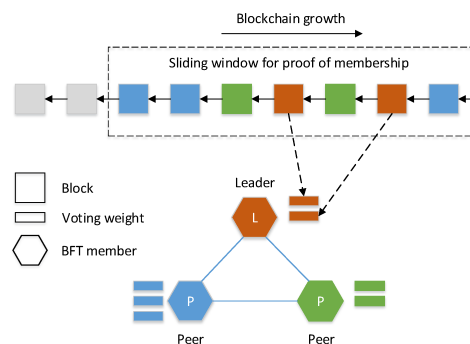 Blockchain growth
Sliding window for proof of membership
Block
Voting weight
BFT member
Leader
L
P
P
Peer
Peer